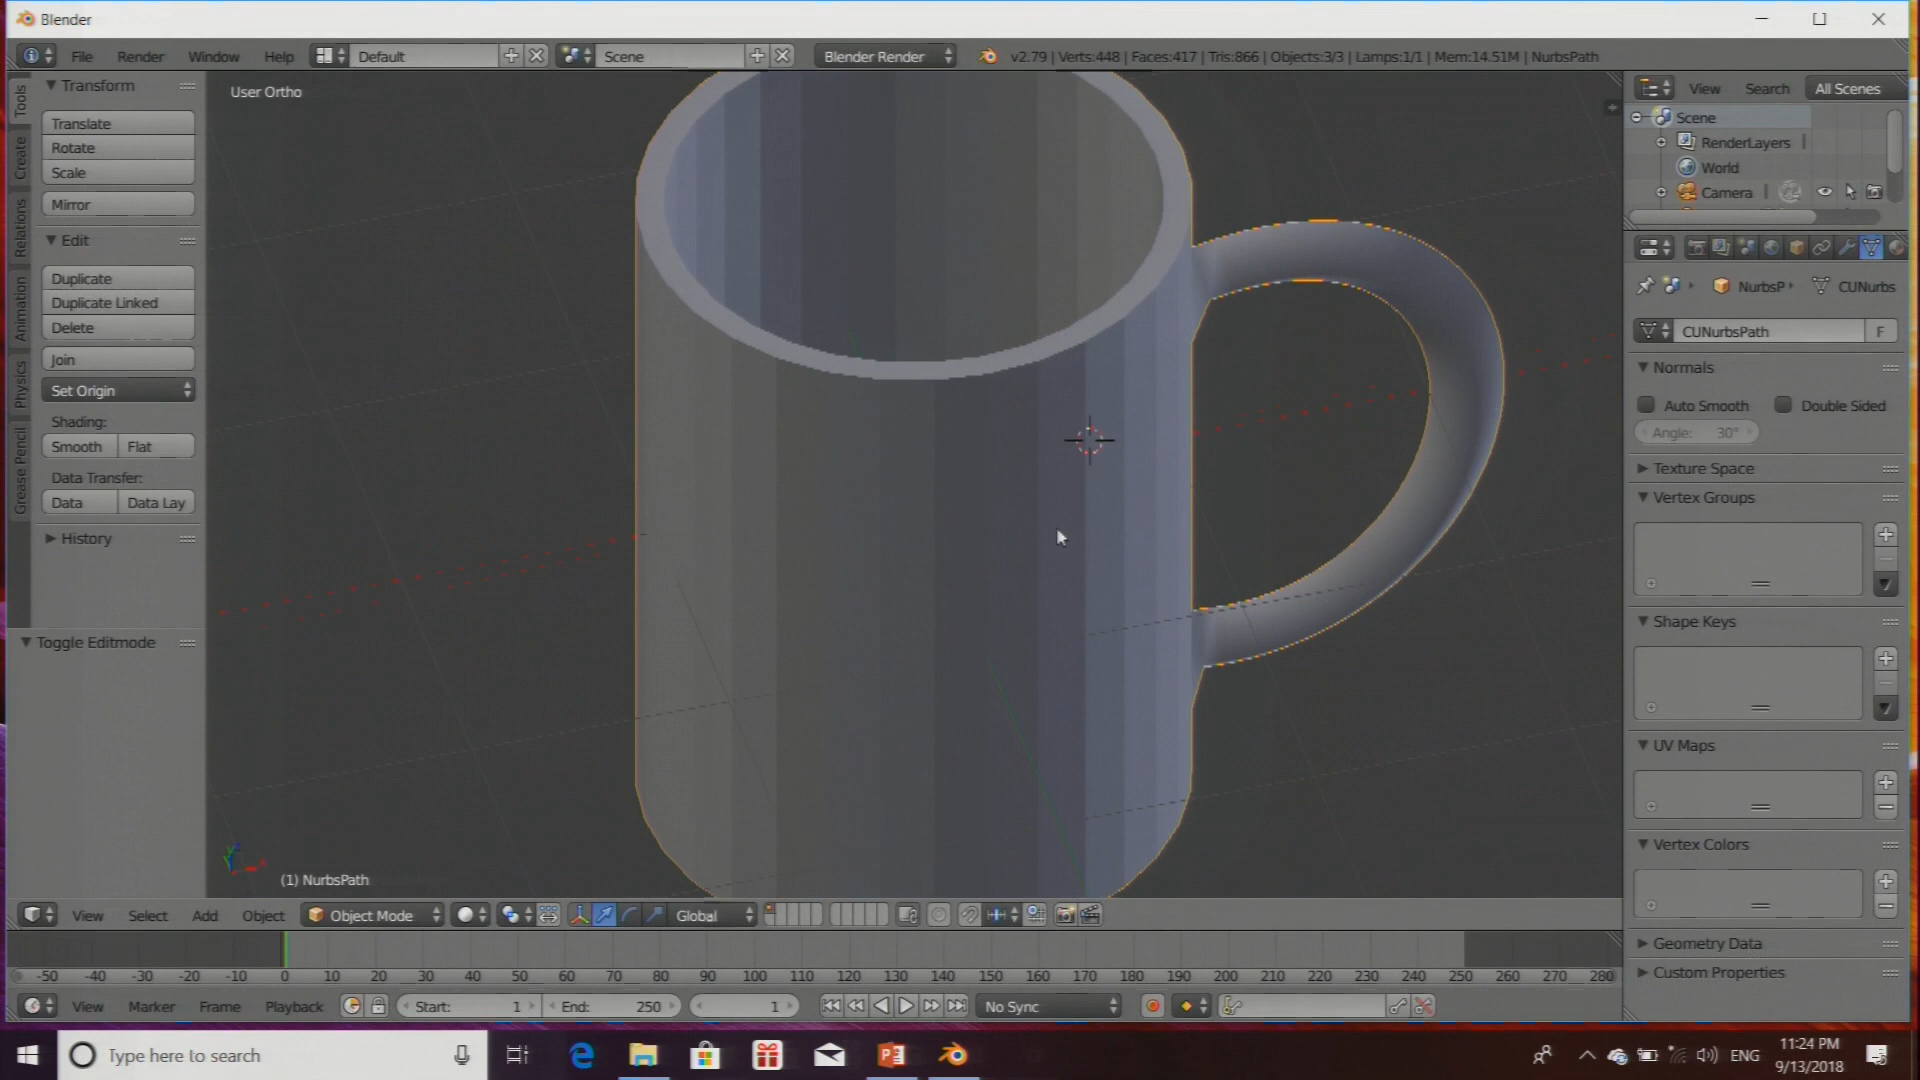 Blender
File Render Window Help Default Scene Blender Render v2.79 | Verts:448 | Faces:417 | Tris:866 | Objects:3/3 | Lamps:1/1 | Mem:14.51M | NurbsPath
Tools
Create
Relations
Animation
Physics
Grease Pencil
Transform
Translate
Rotate
Scale
Mirror
Edit
Duplicate
Duplicate Linked
Delete
Join
Set Origin
Shading:
Smooth Flat
Data Transfer:
Data Data Lay
History
Toggle Editmode
User Ortho
(1) NurbsPath
View Search All Scenes
Scene
RenderLayers
World
Camera
NurbsP CUNurbs
CUNurbsPath F
Normals
Auto Smooth Double Sided
Angle: 30°
Texture Space
Vertex Groups
Shape Keys
UV Maps
Vertex Colors
Geometry Data
Custom Properties
View Select Add Object Object Mode Global
-50 -40 -30 -20 -10 0 10 20 30 40 50 60 70 80 90 100 110 120 130 140 150 160 170 180 190 200 210 220 230 240 250 260 270 280
View Marker Frame Playback Start: 1 End: 250 1 No Sync
Type here to search
ENG
11:24 PM
9/13/2018